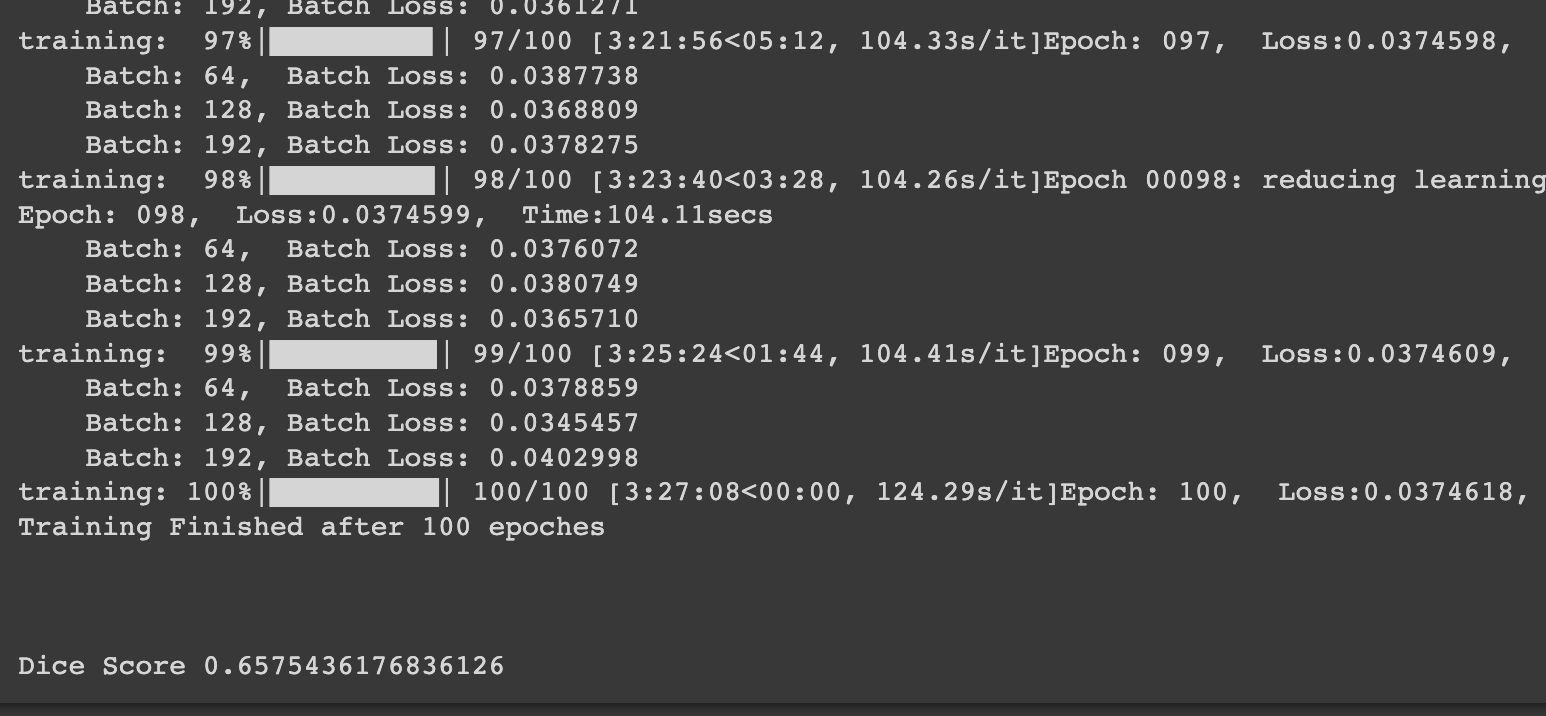 Batch: 192, Batch Loss: 0.0361271
training:  97%|██████████| 97/100 [3:21:56<05:12, 104.33s/it]Epoch: 097,  Loss:0.0374598,
Batch: 64,  Batch Loss: 0.0387738
Batch: 128, Batch Loss: 0.0368809
Batch: 192, Batch Loss: 0.0378275
training:  98%|██████████| 98/100 [3:23:40<03:28, 104.26s/it]Epoch 00098: reducing learning
Epoch: 098,  Loss:0.0374599,  Time:104.11secs
Batch: 64,  Batch Loss: 0.0376072
Batch: 128, Batch Loss: 0.0380749
Batch: 192, Batch Loss: 0.0365710
training:  99%|██████████| 99/100 [3:25:24<01:44, 104.41s/it]Epoch: 099,  Loss:0.0374609,
Batch: 64,  Batch Loss: 0.0378859
Batch: 128, Batch Loss: 0.0345457
Batch: 192, Batch Loss: 0.0402998
training: 100%|██████████| 100/100 [3:27:08<00:00, 124.29s/it]Epoch: 100,  Loss:0.0374618,
Training Finished after 100 epoches
Dice Score 0.6575436176836126